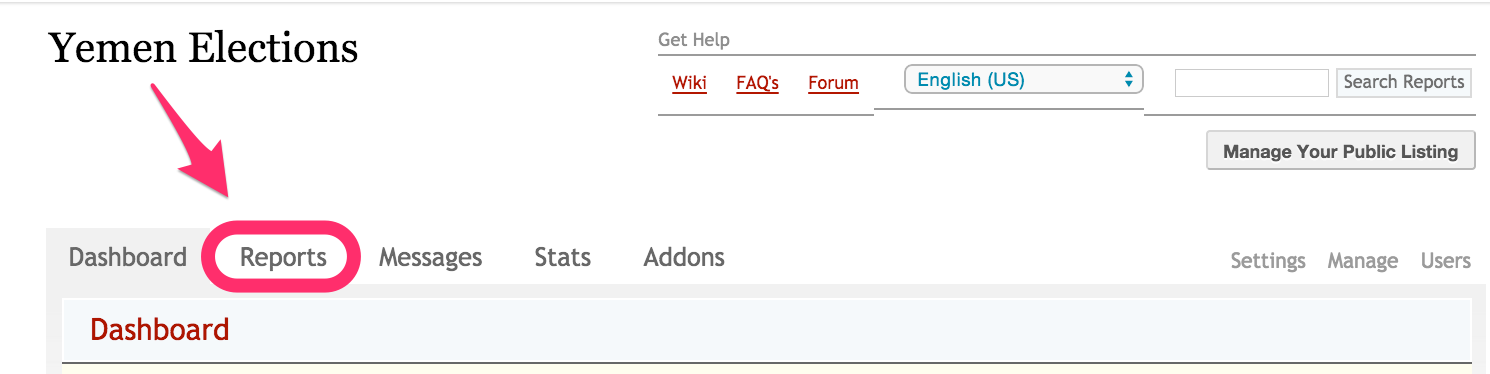 Yemen Elections
Get Help
Wiki FAQ's Forum English (US) Search Reports
Manage Your Public Listing
Dashboard Reports Messages Stats Addons Settings Manage Users
Dashboard